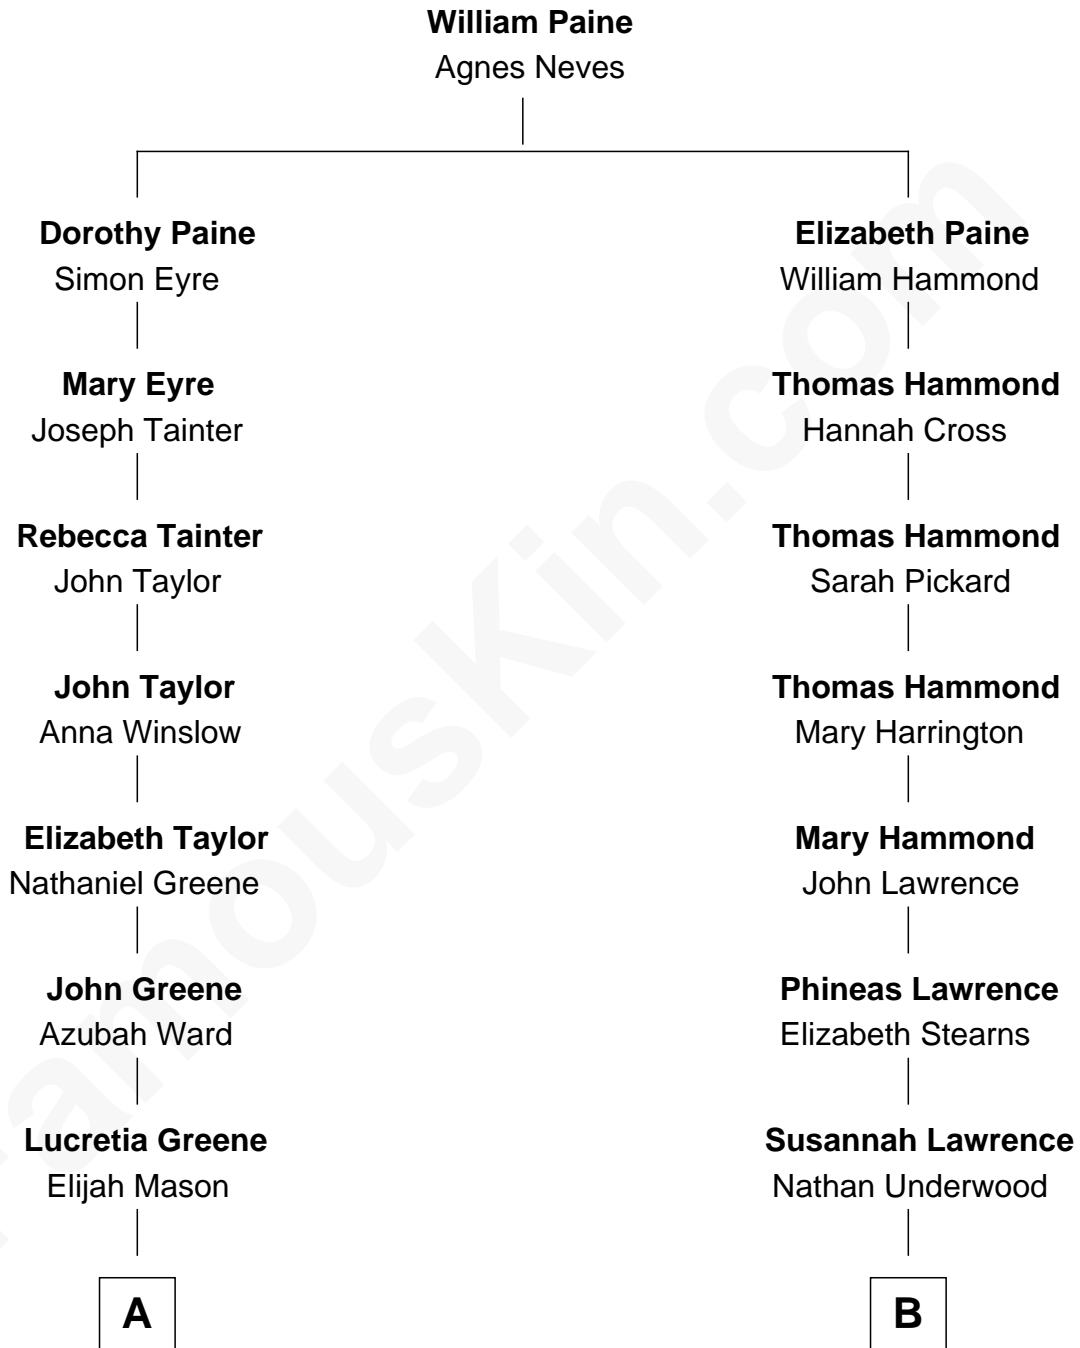 William Paine
Agnes Neves
Dorothy Paine
Simon Eyre
Elizabeth Paine
William Hammond
Mary Eyre
Joseph Tainter
Thomas Hammond
Hannah Cross
Rebecca Tainter
John Taylor
Thomas Hammond
Sarah Pickard
John Taylor
Anna Winslow
Thomas Hammond
Mary Harrington
Elizabeth Taylor
Nathaniel Greene
Mary Hammond
John Lawrence
John Greene
Azubah Ward
Phineas Lawrence
Elizabeth Stearns
Lucretia Greene
Elijah Mason
Susannah Lawrence
Nathan Underwood
A
B
FamousKin.com